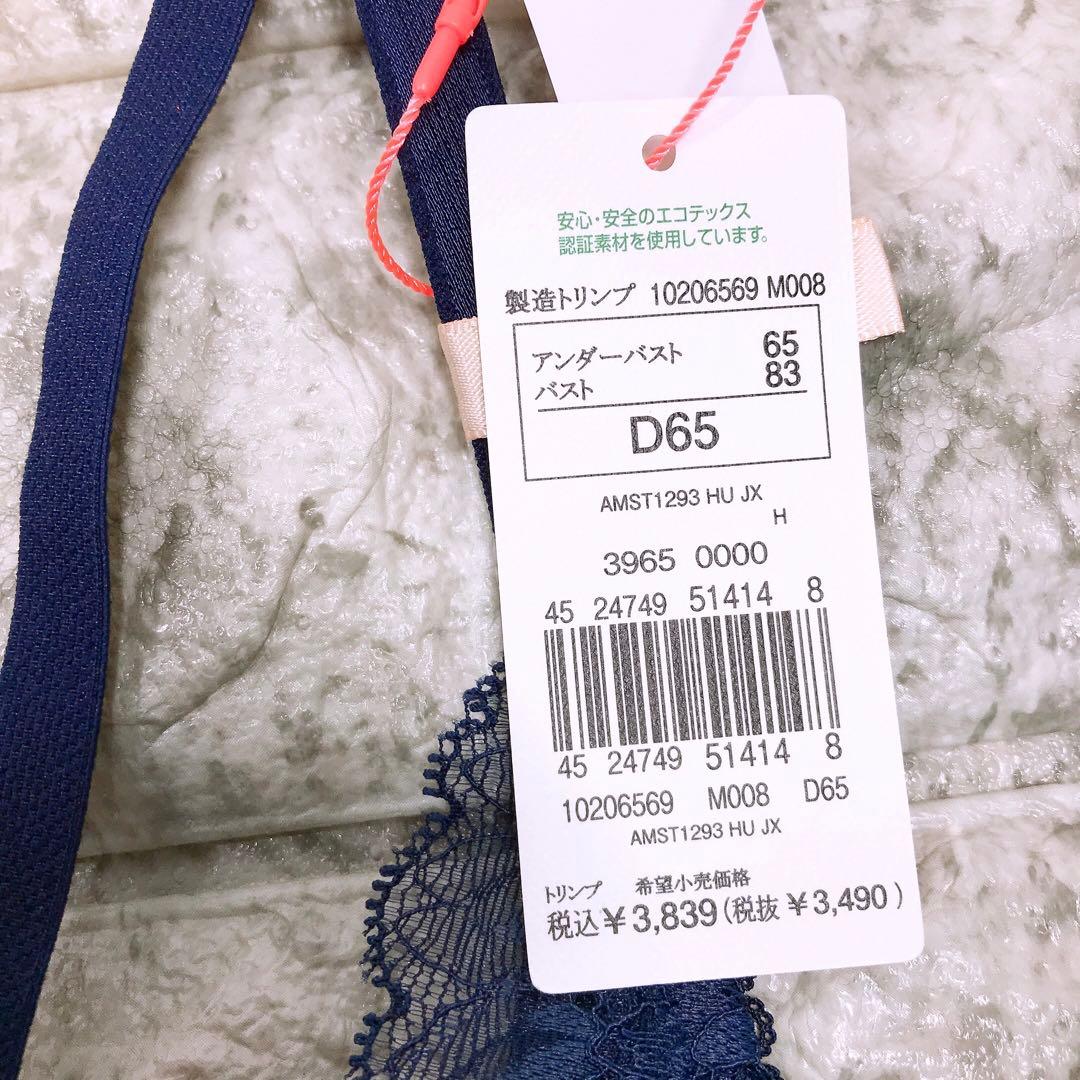 安心・安全のエコテックス
認証素材を使用しています。
製造トリンプ 10206569 M008
アンダーバスト 65
バスト 83
D65
AMST1293 HU JX
H
3965 0000
45 24749 51414 8
45 24749 51414 8
10206569 M008 D65
AMST1293 HU JX
トリンプ 希望小売価格
税込¥3,839(税抜¥3,490)